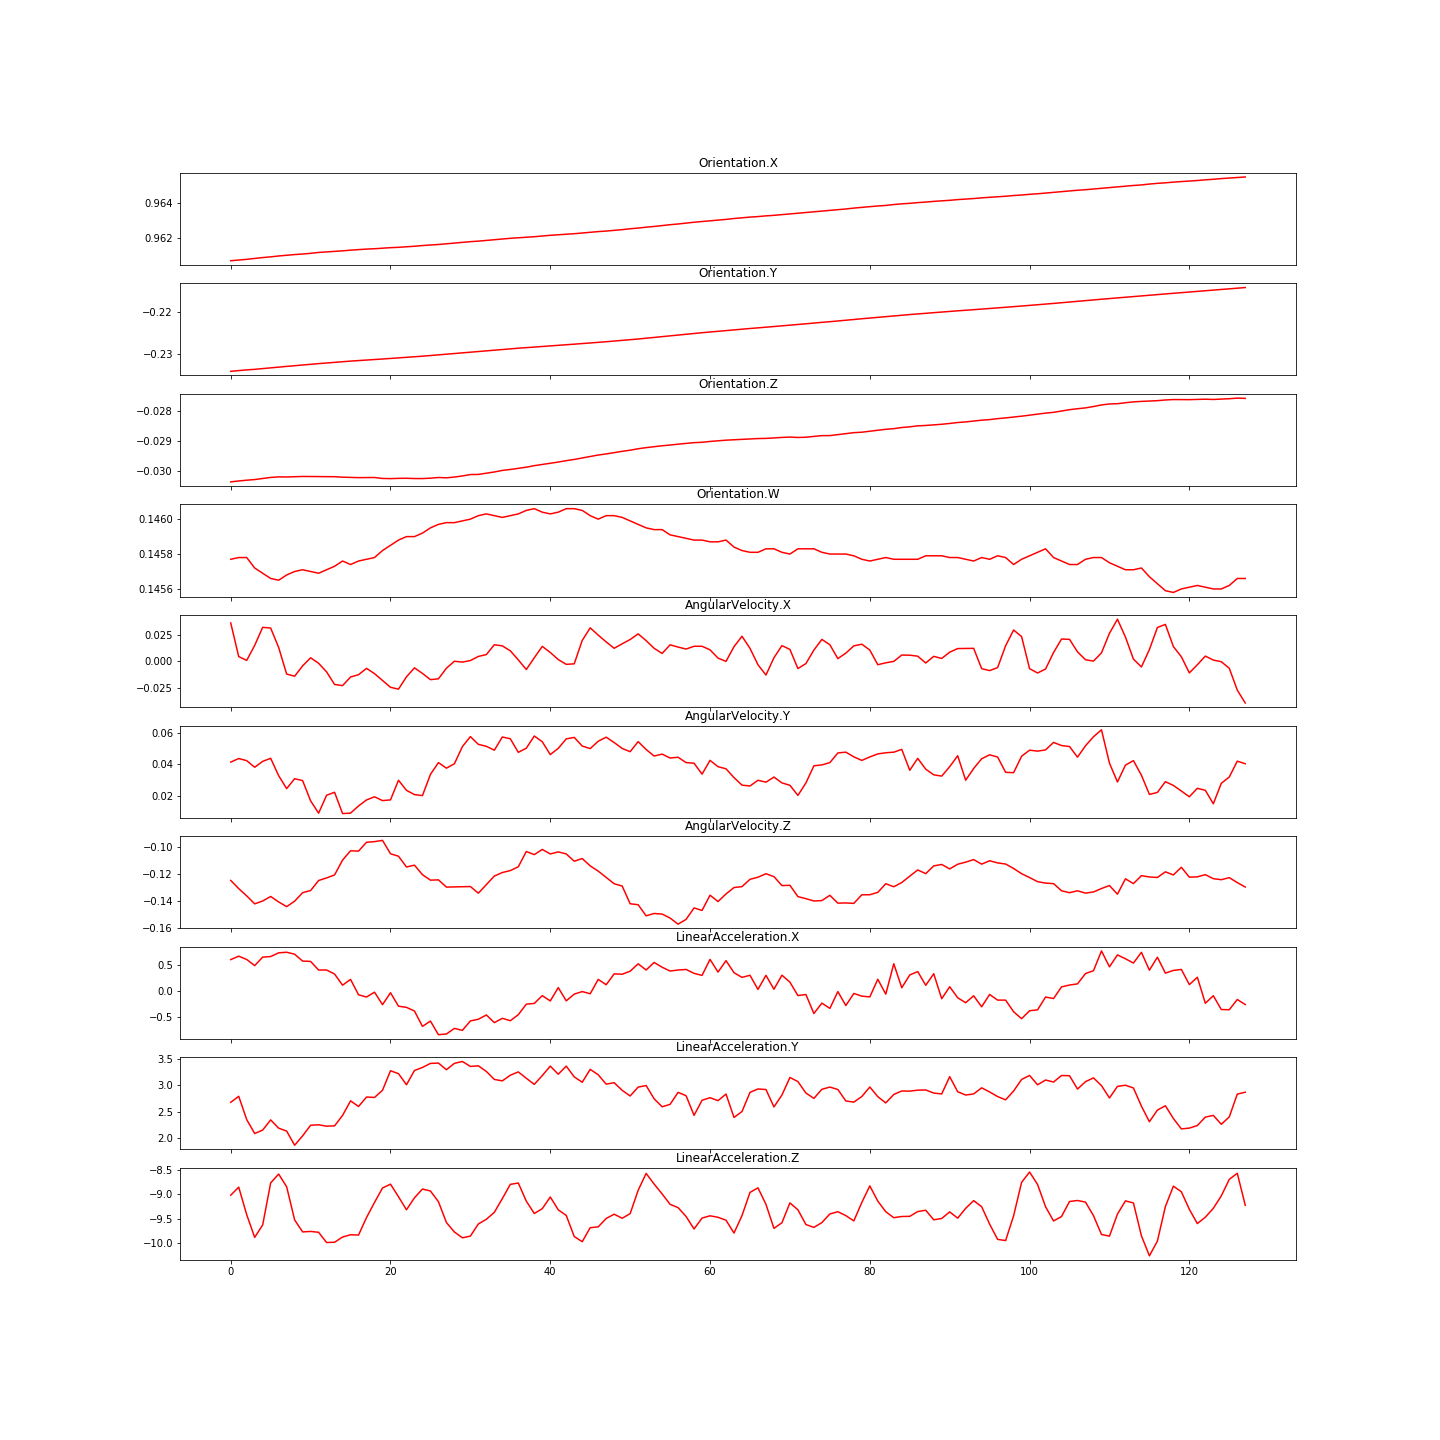 Orientation.X
0.964
0.962
Orientation.Y
−0.22
−0.23
Orientation.Z
−0.028
−0.029
−0.030
Orientation.W
0.1460
0.1458
0.1456
AngularVelocity.X
0.025
0.000
−0.025
AngularVelocity.Y
0.06
0.04
0.02
AngularVelocity.Z
−0.10
−0.12
−0.14
−0.16
LinearAcceleration.X
0.5
0.0
−0.5
LinearAcceleration.Y
3.5
3.0
2.5
2.0
LinearAcceleration.Z
−8.5
−9.0
−9.5
−10.0
0 20 40 60 80 100 120